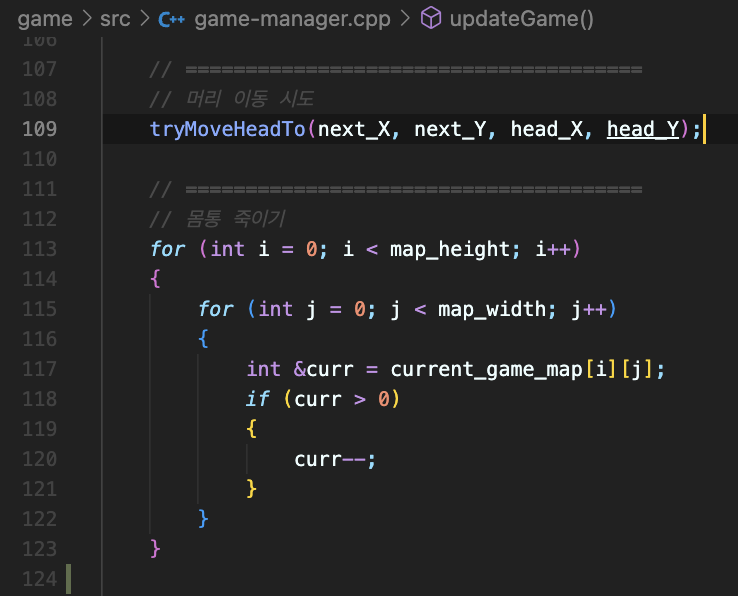 game > src > C++ game-manager.cpp > updateGame()
106
107 // ======================================
108 // 머리 이동 시도
109 tryMoveHeadTo(next_X, next_Y, head_X, head_Y);
110
111 // ======================================
112 // 몸통 죽이기
113 for (int i = 0; i < map_height; i++)
114 {
115 for (int j = 0; j < map_width; j++)
116 {
117 int &curr = current_game_map[i][j];
118 if (curr > 0)
119 {
120 curr--;
121 }
122 }
123 }
124